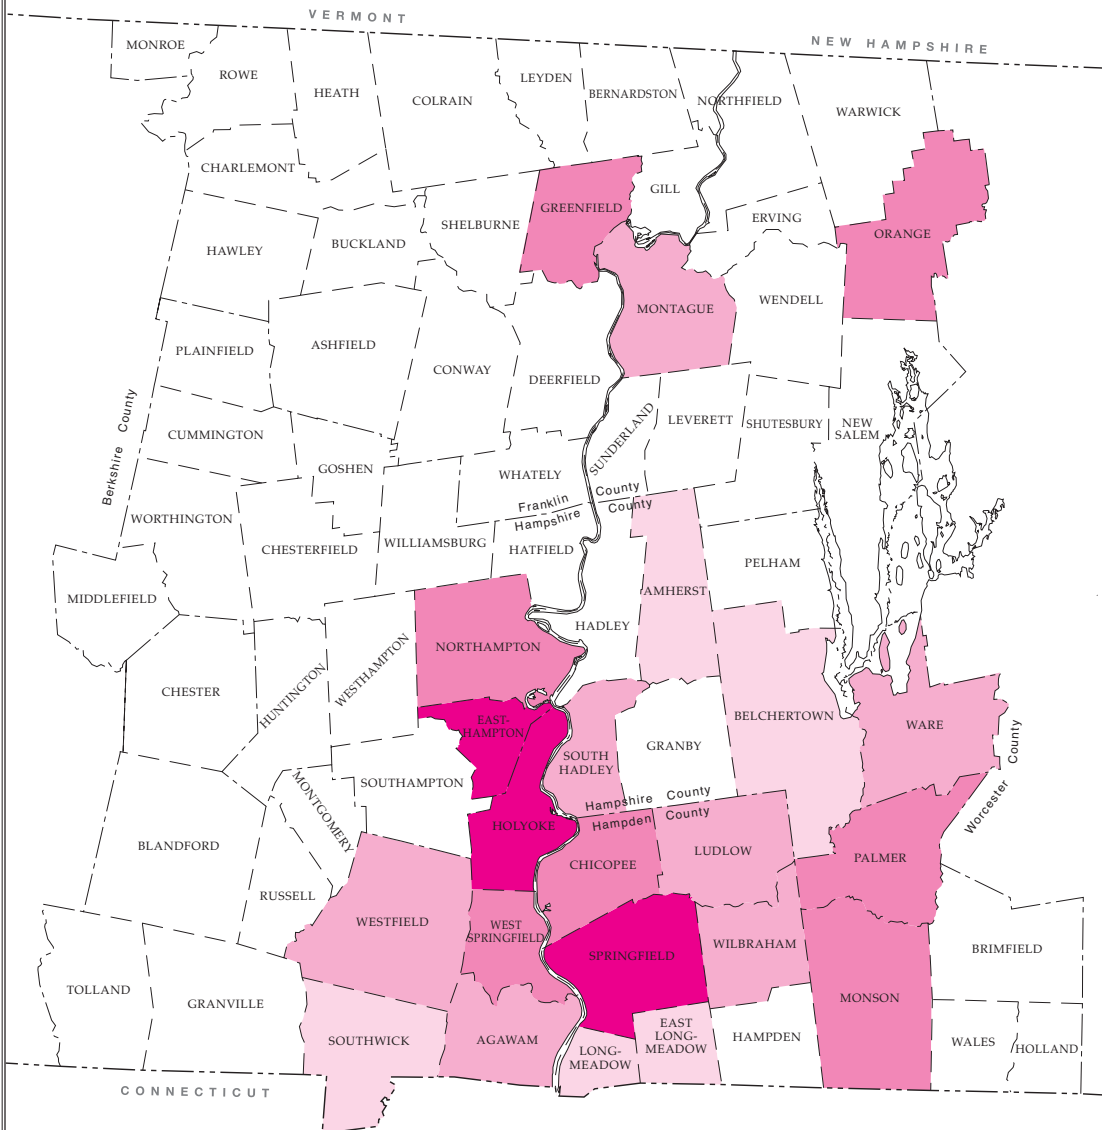 VERMONT
NEW HAMPSHIRE
MONROE
ROWE
HEATH
COLRAIN
LEYDEN
BERNARDSTON
NORTHFIELD
WARWICK
CHARLEMONT
GREENFIELD
GILL
ERVING
ORANGE
HAWLEY
BUCKLAND
SHELBURNE
MONTAGUE
WENDELL
PLAINFIELD
ASHFIELD
CONWAY
DEERFIELD
Berkshire County
CUMMINGTON
GOSHEN
WHATELY
SUNDERLAND
LEVERETT
SHUTESBURY
NEW
SALEM
Franklin County
Hampshire County
WORTHINGTON
CHESTERFIELD
WILLIAMSBURG
HATFIELD
PELHAM
MIDDLEFIELD
AMHERST
HADLEY
NORTHAMPTON
CHESTER
HUNTINGTON
WESTHAMPTON
EAST-
HAMPTON
SOUTH
HADLEY
GRANBY
BELCHERTOWN
WARE
Worcester County
SOUTHAMPTON
MONTGOMERY
Hampshire County
Hampden County
HOLYOKE
BLANDFORD
CHICOPEE
LUDLOW
PALMER
RUSSELL
WESTFIELD
WEST
SPRINGFIELD
SPRINGFIELD
WILBRAHAM
BRIMFIELD
TOLLAND
GRANVILLE
MONSON
SOUTHWICK
AGAWAM
LONG-
MEADOW
EAST
LONG-
MEADOW
HAMPDEN
WALES
HOLLAND
CONNECTICUT